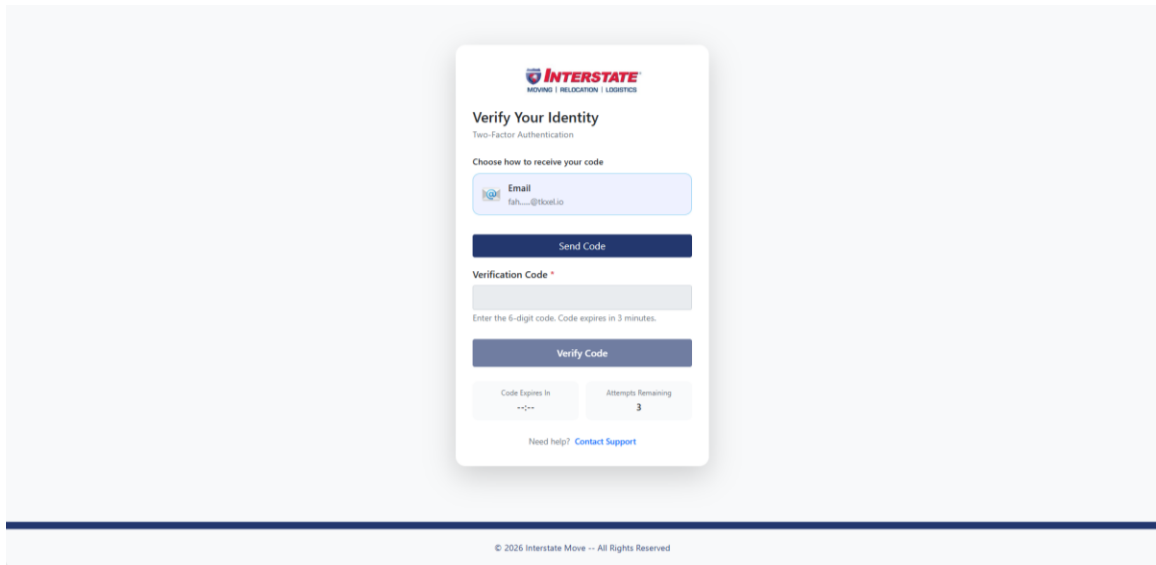 INTERSTATE
MOVING | RELOCATION | LOGISTICS
Verify Your Identity
Two-Factor Authentication
Choose how to receive your code
Email
fah.....@tkxel.io
Send Code
Verification Code *
Enter the 6-digit code. Code expires in 3 minutes.
Verify Code
Code Expires In
--:--
Attempts Remaining
3
Need help? Contact Support
© 2026 Interstate Move -- All Rights Reserved